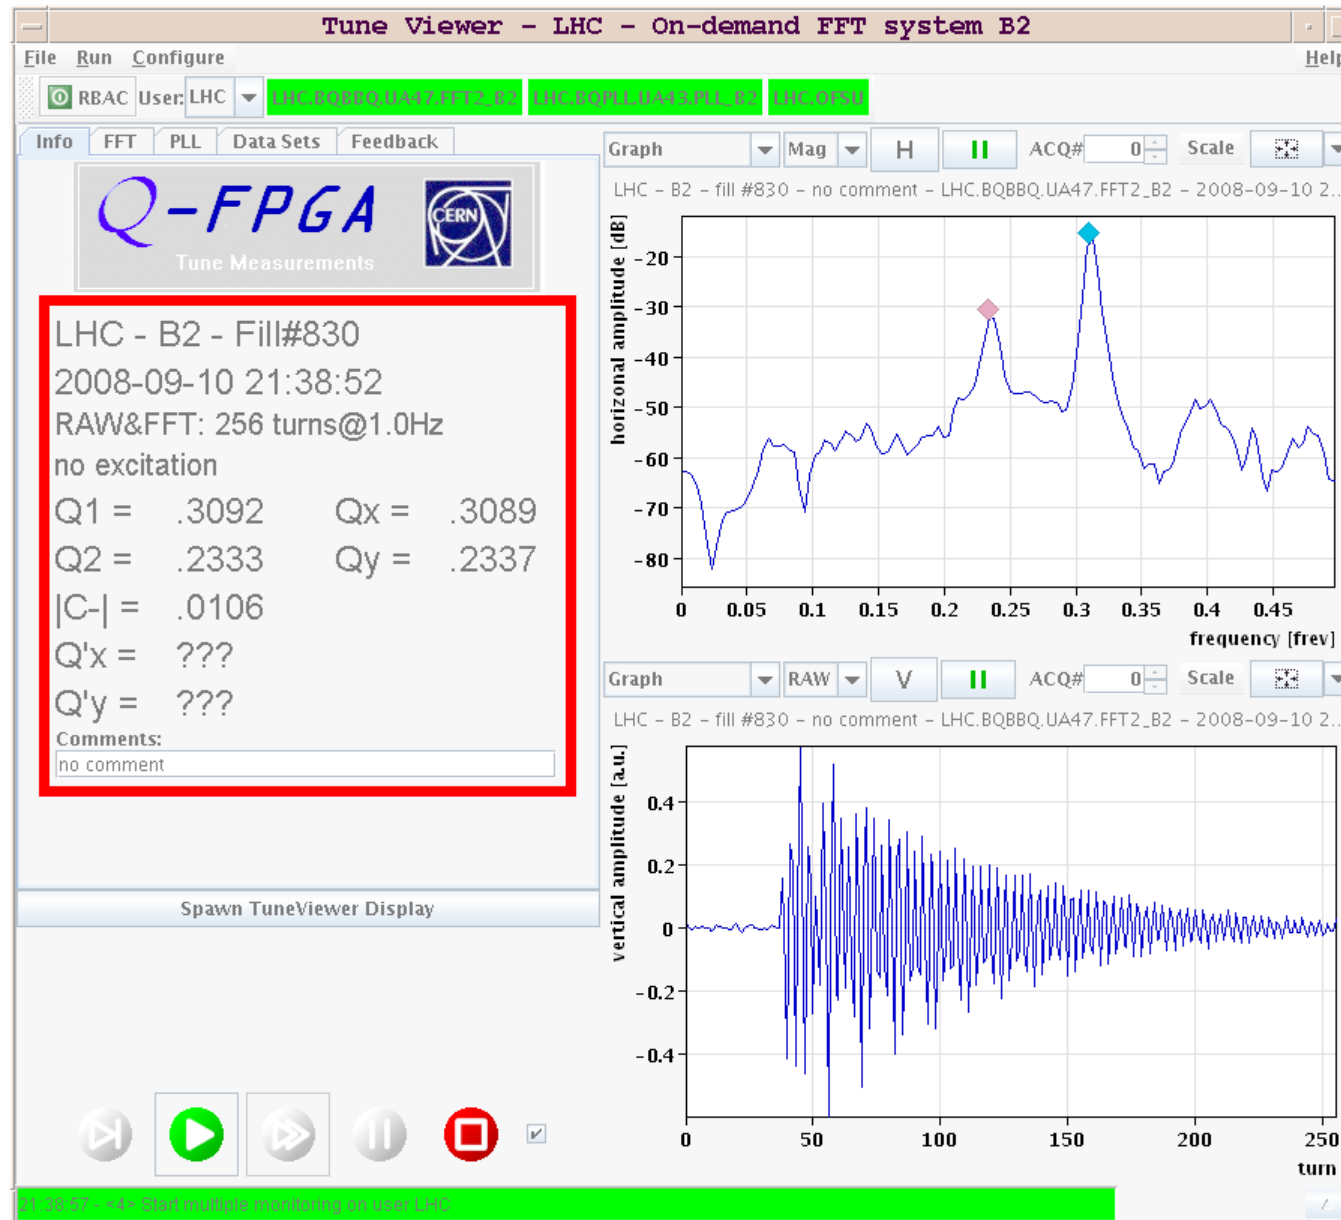 Tune Viewer - LHC - On-demand FFT system B2
File Run Configure Help
RBAC User: LHC LHC.BQBBQ.UA47.FFT2_B2 LHC.BQPLL.UA43.PLL_B2 LHC.OFSU
Info FFT PLL Data Sets Feedback
Q-FPGA
Tune Measurements
CERN
LHC - B2 - Fill#830
2008-09-10 21:38:52
RAW&FFT: 256 turns@1.0Hz
no excitation
Q1 = .3092 Qx = .3089
Q2 = .2333 Qy = .2337
|C-| = .0106
Q'x = ???
Q'y = ???
Comments:
no comment
Spawn TuneViewer Display
21:38:57 - <4> Start multiple monitoring on user LHC
Graph Mag H ACQ# 0 Scale
LHC - B2 - fill #830 - no comment - LHC.BQBBQ.UA47.FFT2_B2 - 2008-09-10 2...
horizonal amplitude [dB]
-20
-30
-40
-50
-60
-70
-80
0 0.05 0.1 0.15 0.2 0.25 0.3 0.35 0.4 0.45
frequency [frev]
Graph RAW V ACQ# 0 Scale
LHC - B2 - fill #830 - no comment - LHC.BQBBQ.UA47.FFT2_B2 - 2008-09-10 2...
vertical amplitude [a.u.]
0.4
0.2
0
-0.2
-0.4
0 50 100 150 200 250
turn